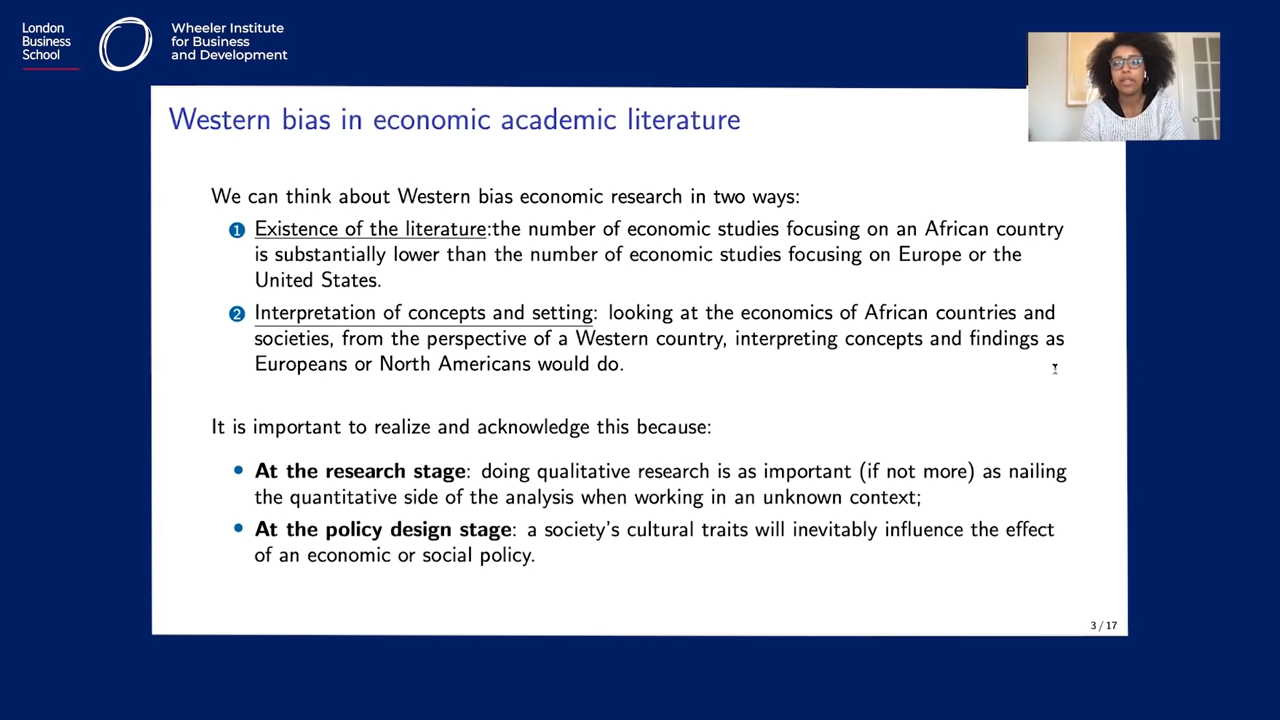 London
Business
School
Wheeler Institute
for Business
and Development
Western bias in economic academic literature
We can think about Western bias economic research in two ways:
1 Existence of the literature:the number of economic studies focusing on an African country
is substantially lower than the number of economic studies focusing on Europe or the
United States.
2 Interpretation of concepts and setting: looking at the economics of African countries and
societies, from the perspective of a Western country, interpreting concepts and findings as
Europeans or North Americans would do.
It is important to realize and acknowledge this because:
• At the research stage: doing qualitative research is as important (if not more) as nailing
the quantitative side of the analysis when working in an unknown context;
• At the policy design stage: a society's cultural traits will inevitably influence the effect
of an economic or social policy.
3 / 17